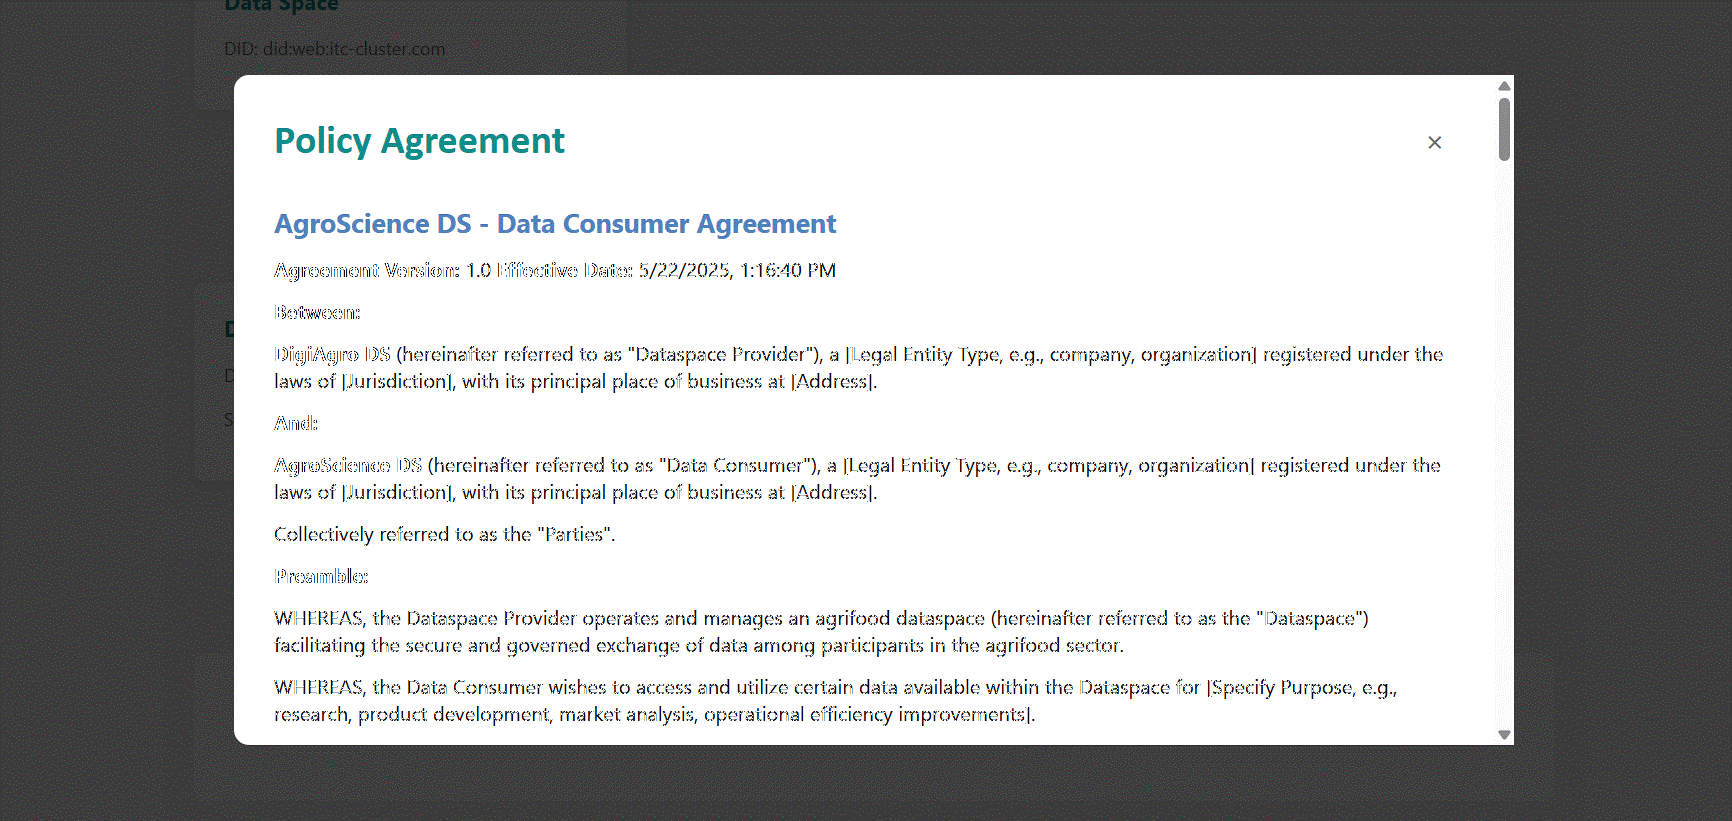 Data Space
DID: did:web:itc-cluster.com
Policy Agreement
×
AgroScience DS - Data Consumer Agreement
Agreement Version: 1.0 Effective Date: 5/22/2025, 1:16:40 PM
Between:
DigiAgro DS (hereinafter referred to as "Dataspace Provider"), a [Legal Entity Type, e.g., company, organization] registered under the
laws of [Jurisdiction], with its principal place of business at [Address].
And:
AgroScience DS (hereinafter referred to as "Data Consumer"), a [Legal Entity Type, e.g., company, organization] registered under the
laws of [Jurisdiction], with its principal place of business at [Address].
Collectively referred to as the "Parties".
Preamble:
WHEREAS, the Dataspace Provider operates and manages an agrifood dataspace (hereinafter referred to as the "Dataspace")
facilitating the secure and governed exchange of data among participants in the agrifood sector.
WHEREAS, the Data Consumer wishes to access and utilize certain data available within the Dataspace for [Specify Purpose, e.g.,
research, product development, market analysis, operational efficiency improvements].